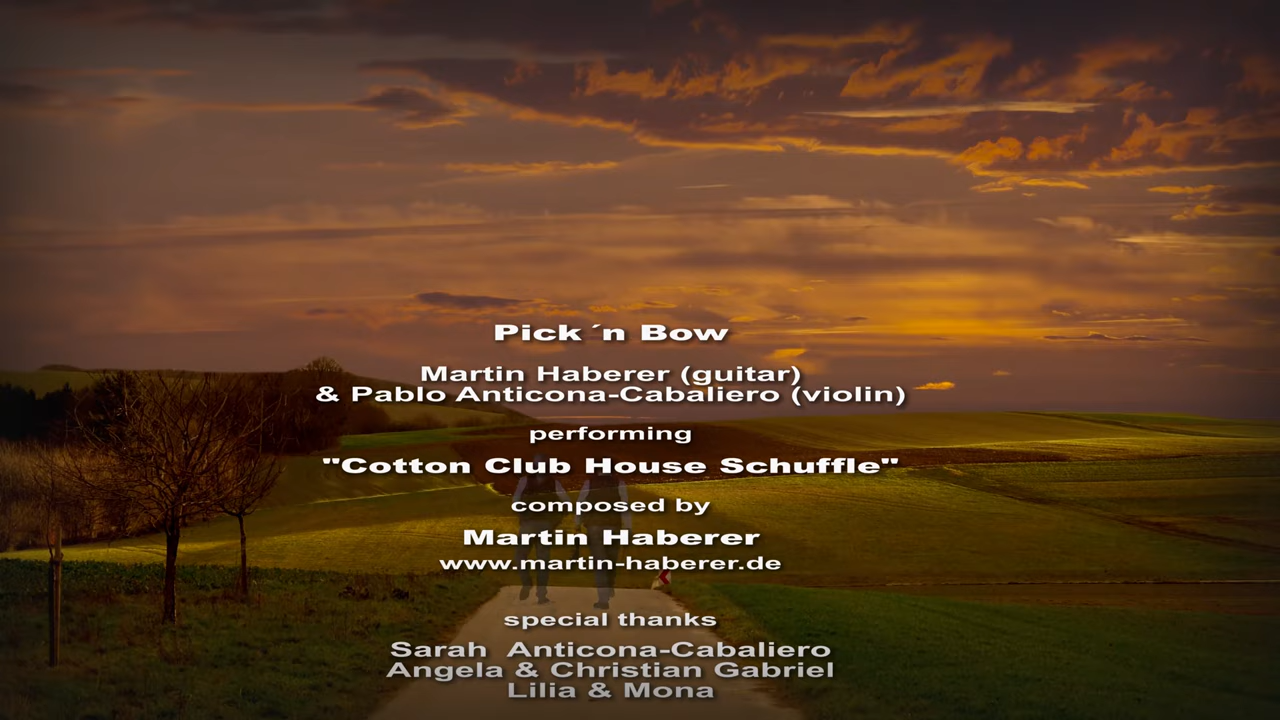 Pick ´n Bow
Martin Haberer (guitar)
& Pablo Anticona-Cabaliero (violin)
performing
"Cotton Club House Schuffle"
composed by
Martin Haberer
www.martin-haberer.de
special thanks
Sarah Anticona-Cabaliero
Angela & Christian Gabriel
Lilia & Mona